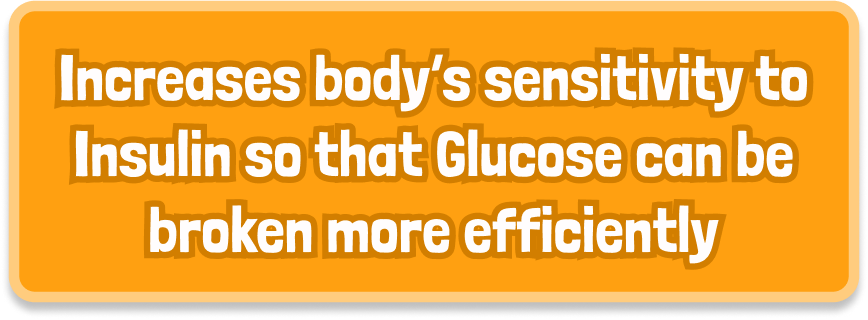 Increases body’s sensitivity to
Insulin so that Glucose can be
broken more efficiently